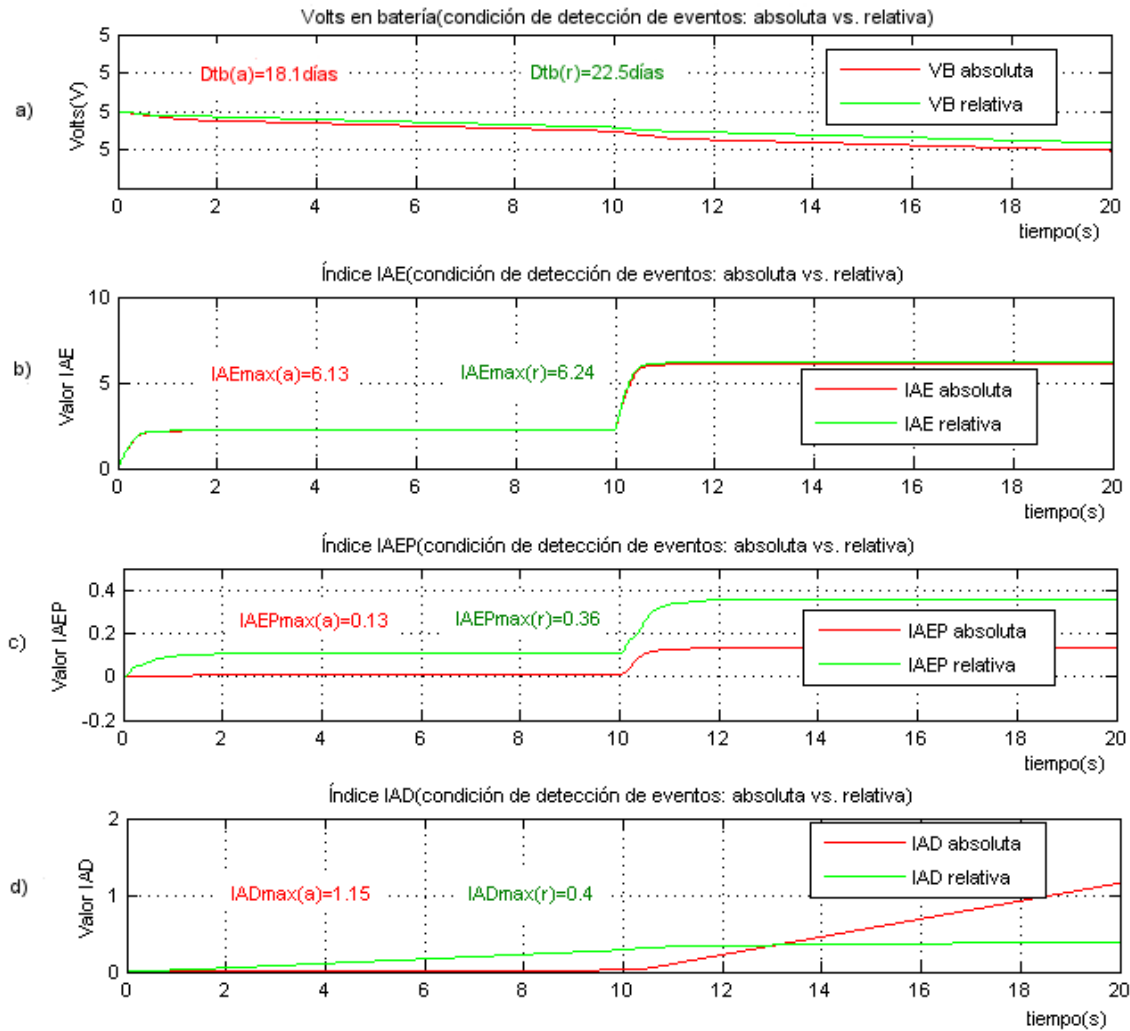 Volts en batería(condición de detección de eventos: absoluta vs. relativa)
a)
Volts(V)
5
5
5
5
Dtb(a)=18.1días
Dtb(r)=22.5días
VB absoluta
VB relativa
0 2 4 6 8 10 12 14 16 18 20
tiempo(s)
Índice IAE(condición de detección de eventos: absoluta vs. relativa)
b)
Valor IAE
10
5
0
IAEmax(a)=6.13
IAEmax(r)=6.24
IAE absoluta
IAE relativa
0 2 4 6 8 10 12 14 16 18 20
tiempo(s)
Índice IAEP(condición de detección de eventos: absoluta vs. relativa)
c)
Valor IAEP
0.4
0.2
0
-0.2
IAEPmax(a)=0.13
IAEPmax(r)=0.36
IAEP absoluta
IAEP relativa
0 2 4 6 8 10 12 14 16 18 20
tiempo(s)
Índice IAD(condición de detección de eventos: absoluta vs. relativa)
d)
Valor IAD
2
1
0
IADmax(a)=1.15
IADmax(r)=0.4
IAD absoluta
IAD relativa
0 2 4 6 8 10 12 14 16 18 20
tiempo(s)